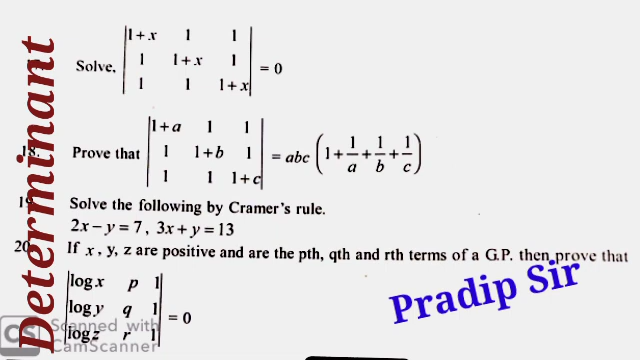 Determinant
Solve, |1+x 1 1|
|1 1+x 1| = 0
|1 1 1+x|
18. Prove that |1+a 1 1|
|1 1+b 1| = abc (1 + 1/a + 1/b + 1/c)
|1 1 1+c|
19. Solve the following by Cramer's rule.
2x – y = 7, 3x + y = 13
20. If x, y, z are positive and are the pth, qth and rth terms of a G.P. then prove that
|log x p 1|
|log y q 1| = 0
|log z r 1|
Pradip Sir
CS Scanned with
CamScanner